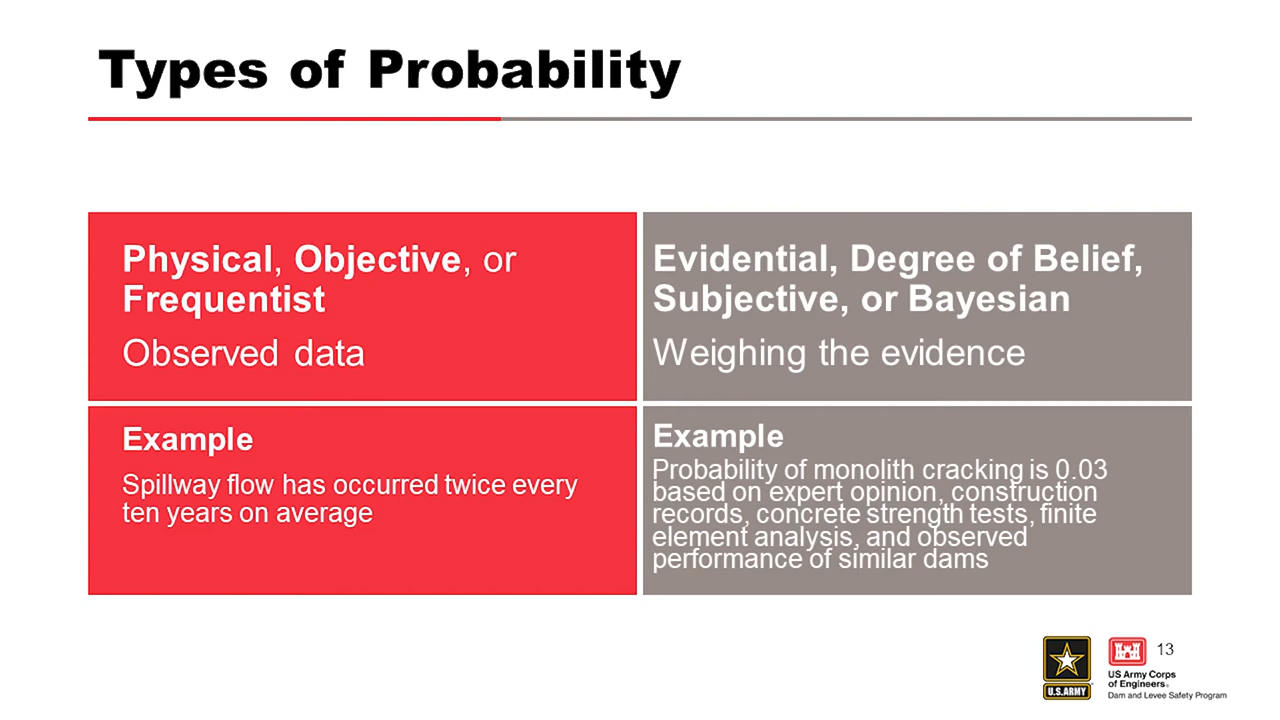 Types of Probability
Physical, Objective, or
Frequentist
Observed data
Evidential, Degree of Belief,
Subjective, or Bayesian
Weighing the evidence
Example
Spillway flow has occurred twice every
ten years on average
Example
Probability of monolith cracking is 0.03
based on expert opinion, construction
records, concrete strength tests, finite
element analysis, and observed
performance of similar dams
U.S.ARMY
US Army Corps
of Engineers®
Dam and Levee Safety Program
13